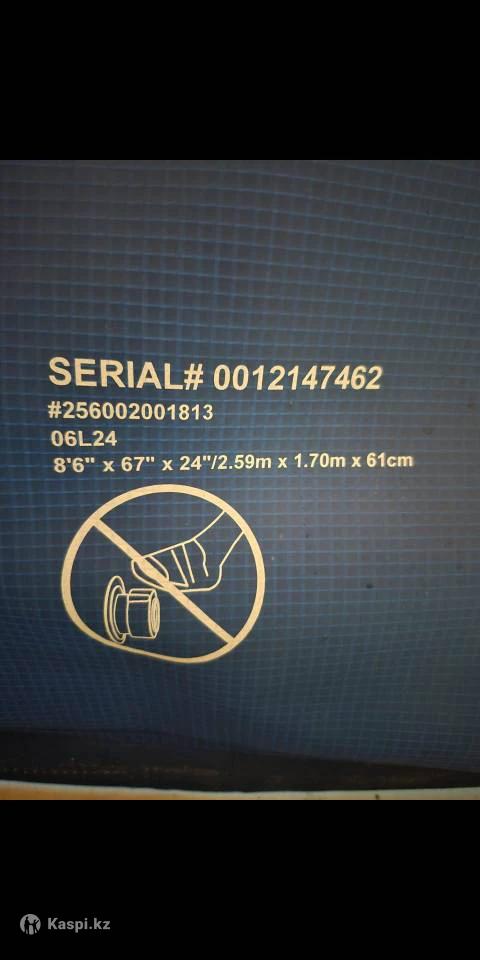 SERIAL# 0012147462
#256002001813
06L24
8'6" x 67" x 24"/2.59m x 1.70m x 61cm
Kaspi.kz